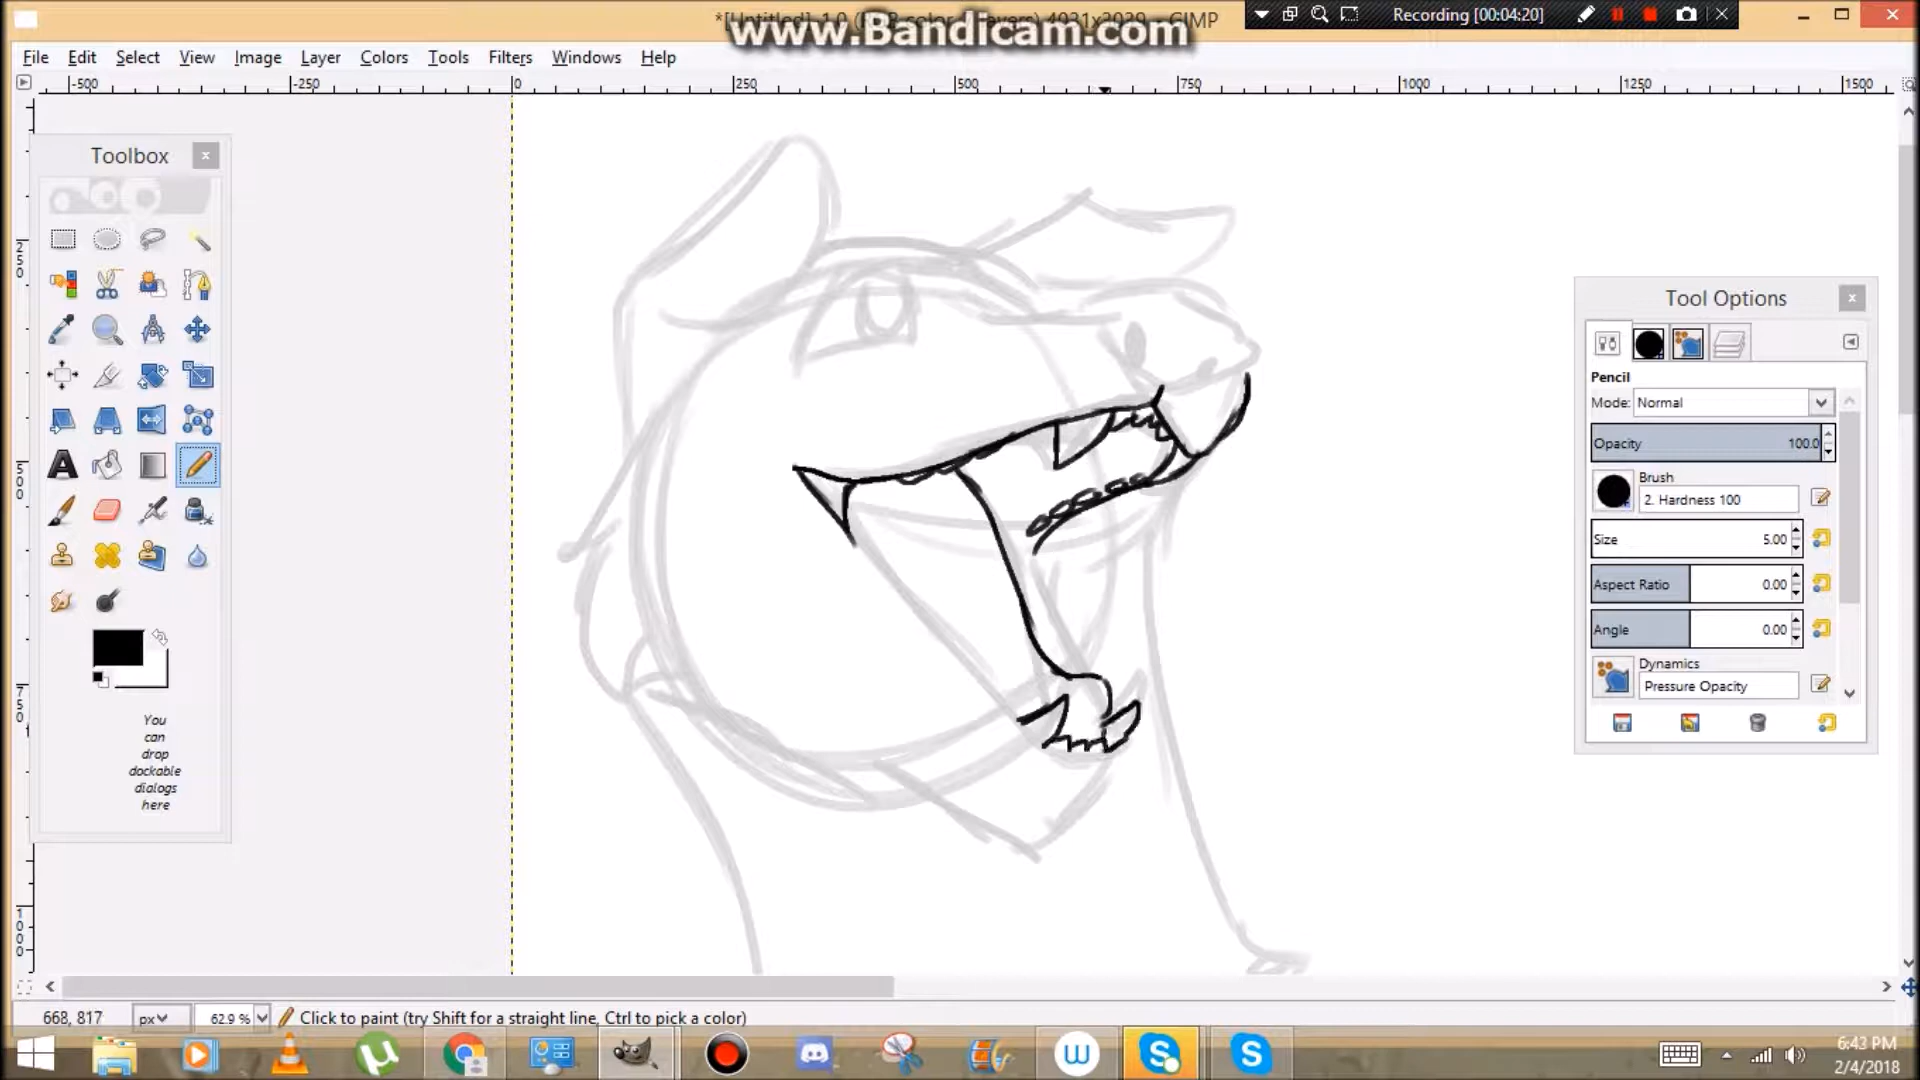 www.Bandicam.com
Recording [00:04:20]
File Edit Select View Image Layer Colors Tools Filters Windows Help
-500 -250 0 250 500 750 1000 1250 1500
Toolbox
Tool Options
Pencil
Mode: Normal
Opacity 100.0
Brush
2. Hardness 100
Size 5.00
Aspect Ratio 0.00
Angle 0.00
Dynamics
Pressure Opacity
You
can
drop
dockable
dialogs
here
250
500
750
1000
668, 817 px 62.9 % Click to paint (try Shift for a straight line, Ctrl to pick a color)
6:43 PM
2/4/2018